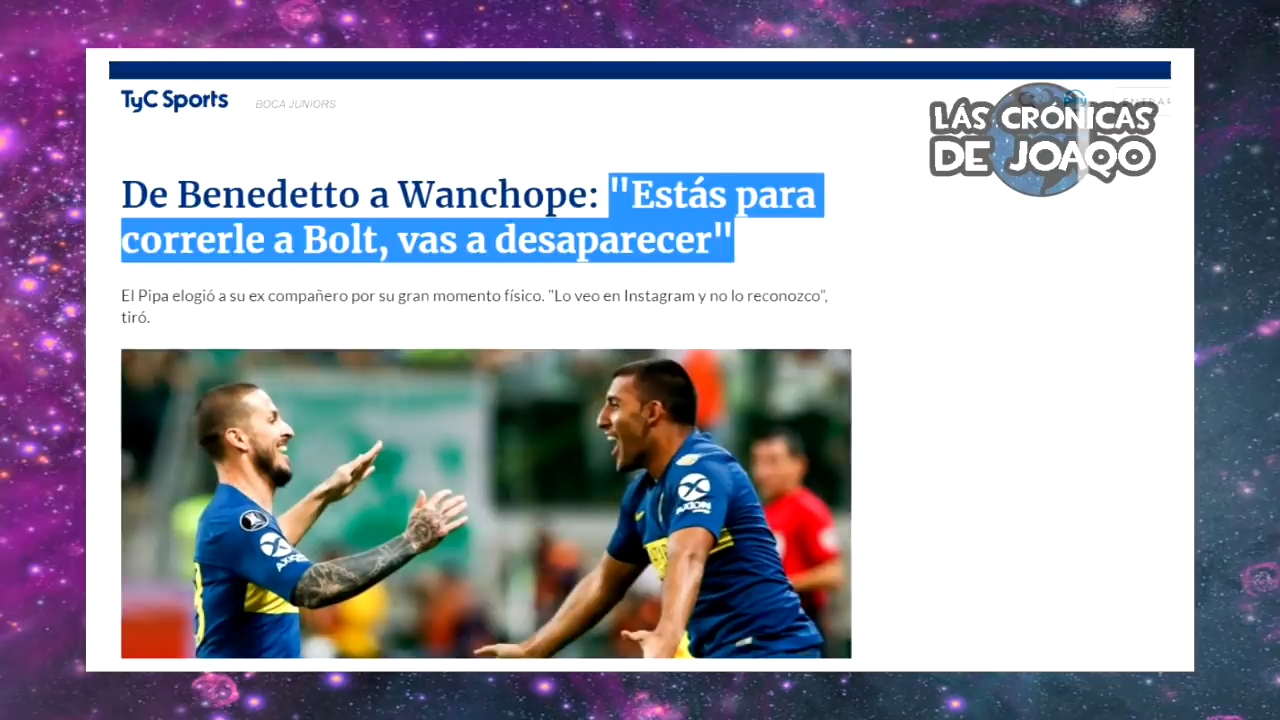 TyC Sports
BOCA JUNIORS
LÁS CRÓNICAS
DE JOAQO
De Benedetto a Wanchope: "Estás para
correrle a Bolt, vas a desaparecer"
El Pipa elogió a su ex compañero por su gran momento físico. "Lo veo en Instagram y no lo reconozco",
tiró.